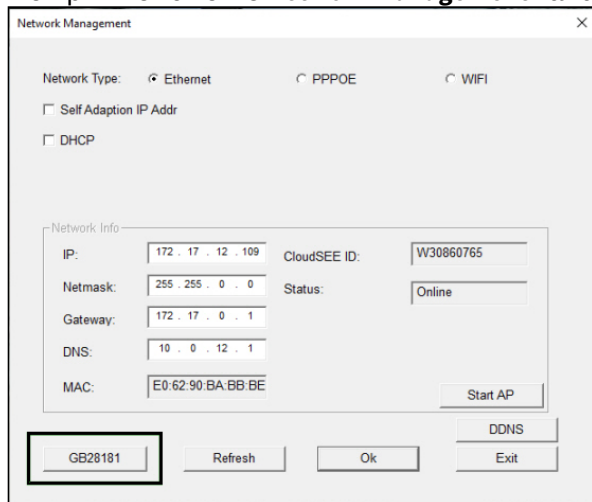 Network Management
Network Type: Ethernet PPPOE WIFI
Self Adaption IP Addr
DHCP
Network Info
IP: 172 . 17 . 12 . 109 CloudSEE ID: W30860765
Netmask: 255 . 255 . 0 . 0 Status: Online
Gateway: 172 . 17 . 0 . 1
DNS: 10 . 0 . 12 . 1
MAC: E0:62:90:BA:BB:BE
Start AP
DDNS
GB28181 Refresh Ok Exit